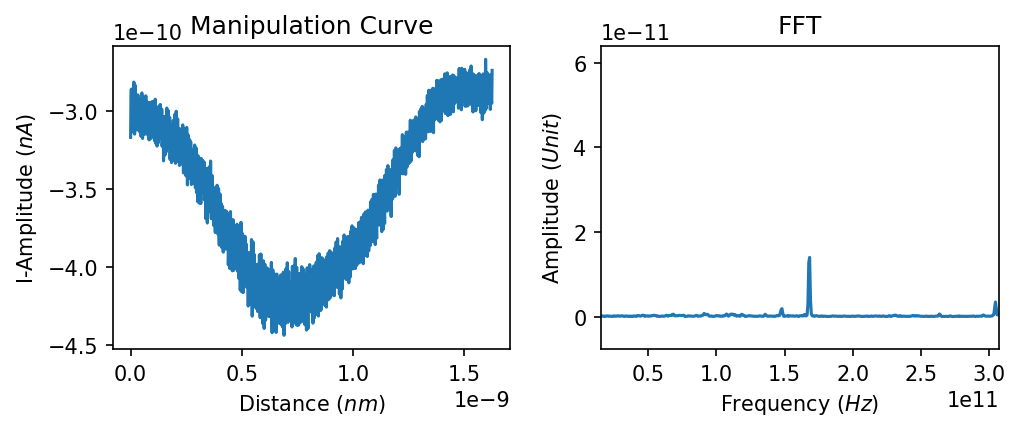 Manipulation Curve
1e−10
−3.0
−3.5
−4.0
−4.5
I-Amplitude (nA)
0.0 0.5 1.0 1.5
1e−9
Distance (nm)
FFT
1e−11
6
4
2
0
Amplitude (Unit)
0.5 1.0 1.5 2.0 2.5 3.0
1e11
Frequency (Hz)